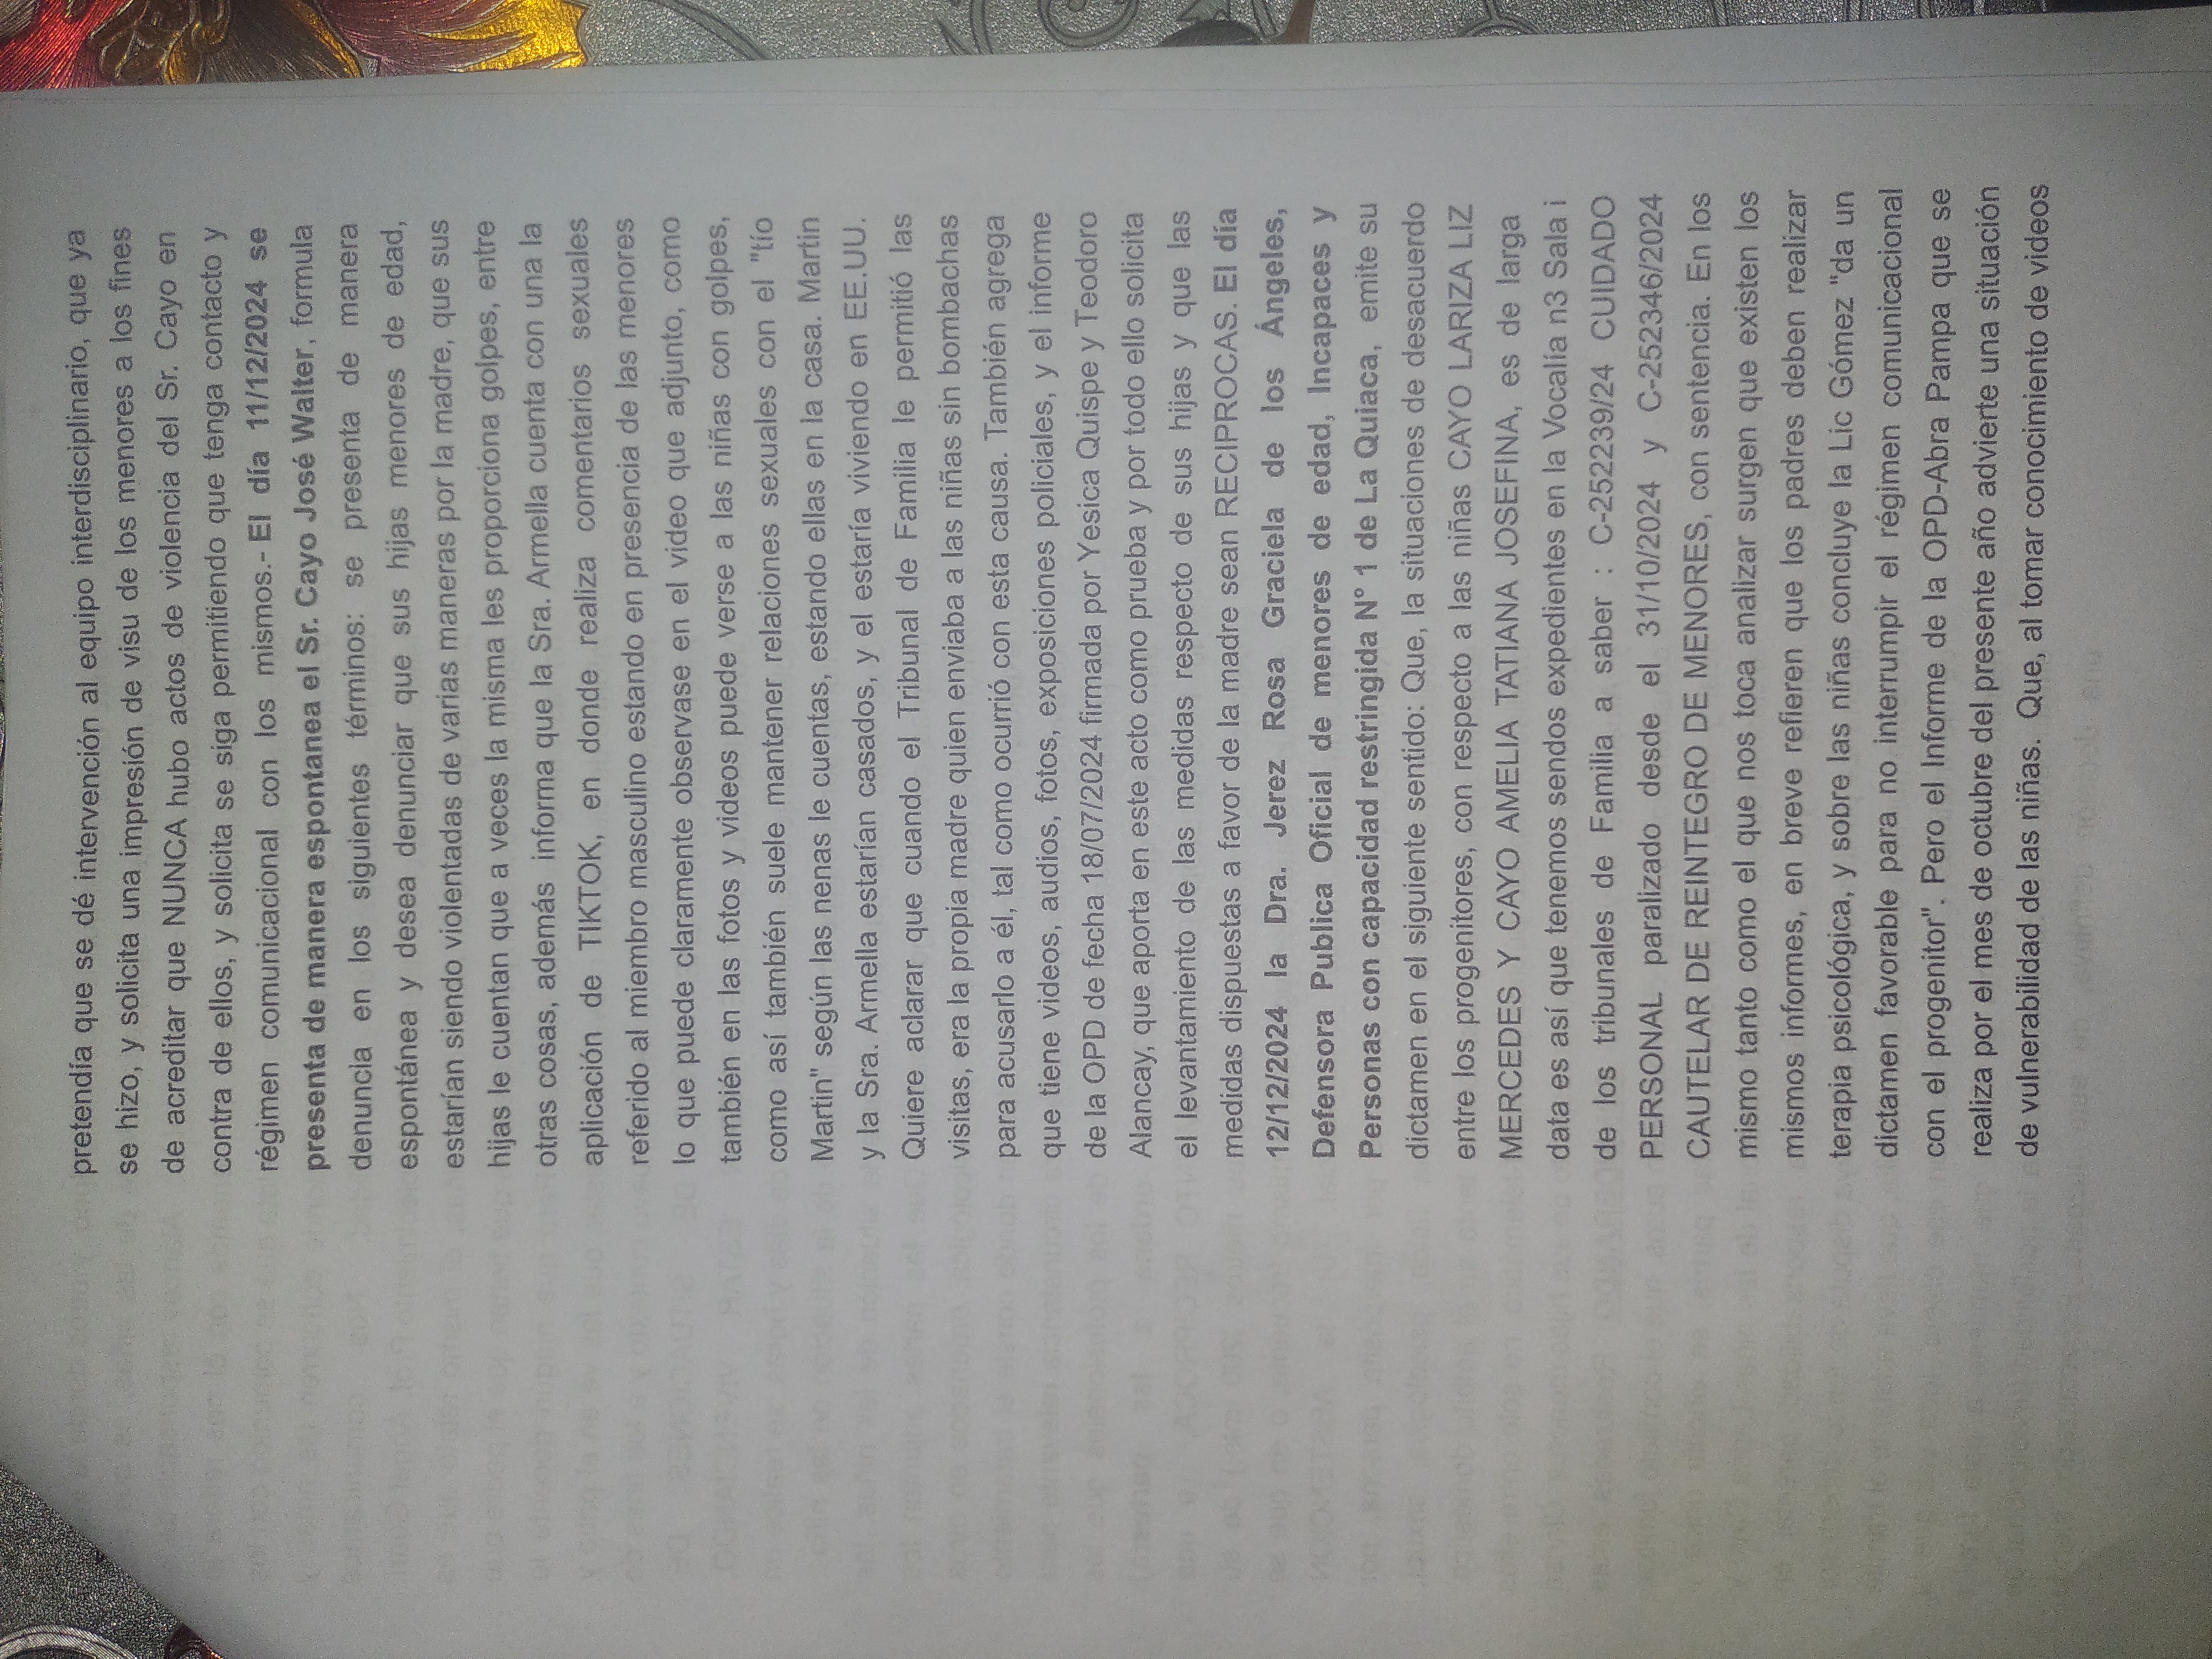 pretendía que se dé intervención al equipo interdisciplinario, que ya
se hizo, y solicita una impresión de visu de los menores a los fines
de acreditar que NUNCA hubo actos de violencia del Sr. Cayo en
contra de ellos, y solicita se siga permitiendo que tenga contacto y
régimen comunicacional con los mismos.- El día 11/12/2024 se
presenta de manera espontanea el Sr. Cayo José Walter, formula
denuncia en los siguientes términos: se presenta de manera
espontánea y desea denunciar que sus hijas menores de edad,
estarían siendo violentadas de varias maneras por la madre, que sus
hijas le cuentan que a veces la misma les proporciona golpes, entre
otras cosas, además informa que la Sra. Armella cuenta con una la
aplicación de TIKTOK, en donde realiza comentarios sexuales
referido al miembro masculino estando en presencia de las menores
lo que puede claramente observase en el video que adjunto, como
también en las fotos y videos puede verse a las niñas con golpes,
como así también suele mantener relaciones sexuales con el "tío
Martin" según las nenas le cuentas, estando ellas en la casa. Martin
y la Sra. Armella estarían casados, y el estaría viviendo en EE.UU.
Quiere aclarar que cuando el Tribunal de Familia le permitió las
visitas, era la propia madre quien enviaba a las niñas sin bombachas
para acusarlo a él, tal como ocurrió con esta causa. También agrega
que tiene videos, audios, fotos, exposiciones policiales, y el informe
de la OPD de fecha 18/07/2024 firmada por Yesica Quispe y Teodoro
Alancay, que aporta en este acto como prueba y por todo ello solicita
el levantamiento de las medidas respecto de sus hijas y que las
medidas dispuestas a favor de la madre sean RECIPROCAS. El día
12/12/2024 la Dra. Jerez Rosa Graciela de los Ángeles,
Defensora Publica Oficial de menores de edad, Incapaces y
Personas con capacidad restringida N° 1 de La Quiaca, emite su
dictamen en el siguiente sentido: Que, la situaciones de desacuerdo
entre los progenitores, con respecto a las niñas CAYO LARIZA LIZ
MERCEDES Y CAYO AMELIA TATIANA JOSEFINA, es de larga
data es así que tenemos sendos expedientes en la Vocalía n3 Sala i
de los tribunales de Familia a saber : C-252239/24 CUIDADO
PERSONAL paralizado desde el 31/10/2024 y C-252346/2024
CAUTELAR DE REINTEGRO DE MENORES, con sentencia. En los
mismo tanto como el que nos toca analizar surgen que existen los
mismos informes, en breve refieren que los padres deben realizar
terapia psicológica, y sobre las niñas concluye la Lic Gómez "da un
dictamen favorable para no interrumpir el régimen comunicacional
con el progenitor". Pero el Informe de la OPD-Abra Pampa que se
realiza por el mes de octubre del presente año advierte una situación
de vulnerabilidad de las niñas. Que, al tomar conocimiento de videos